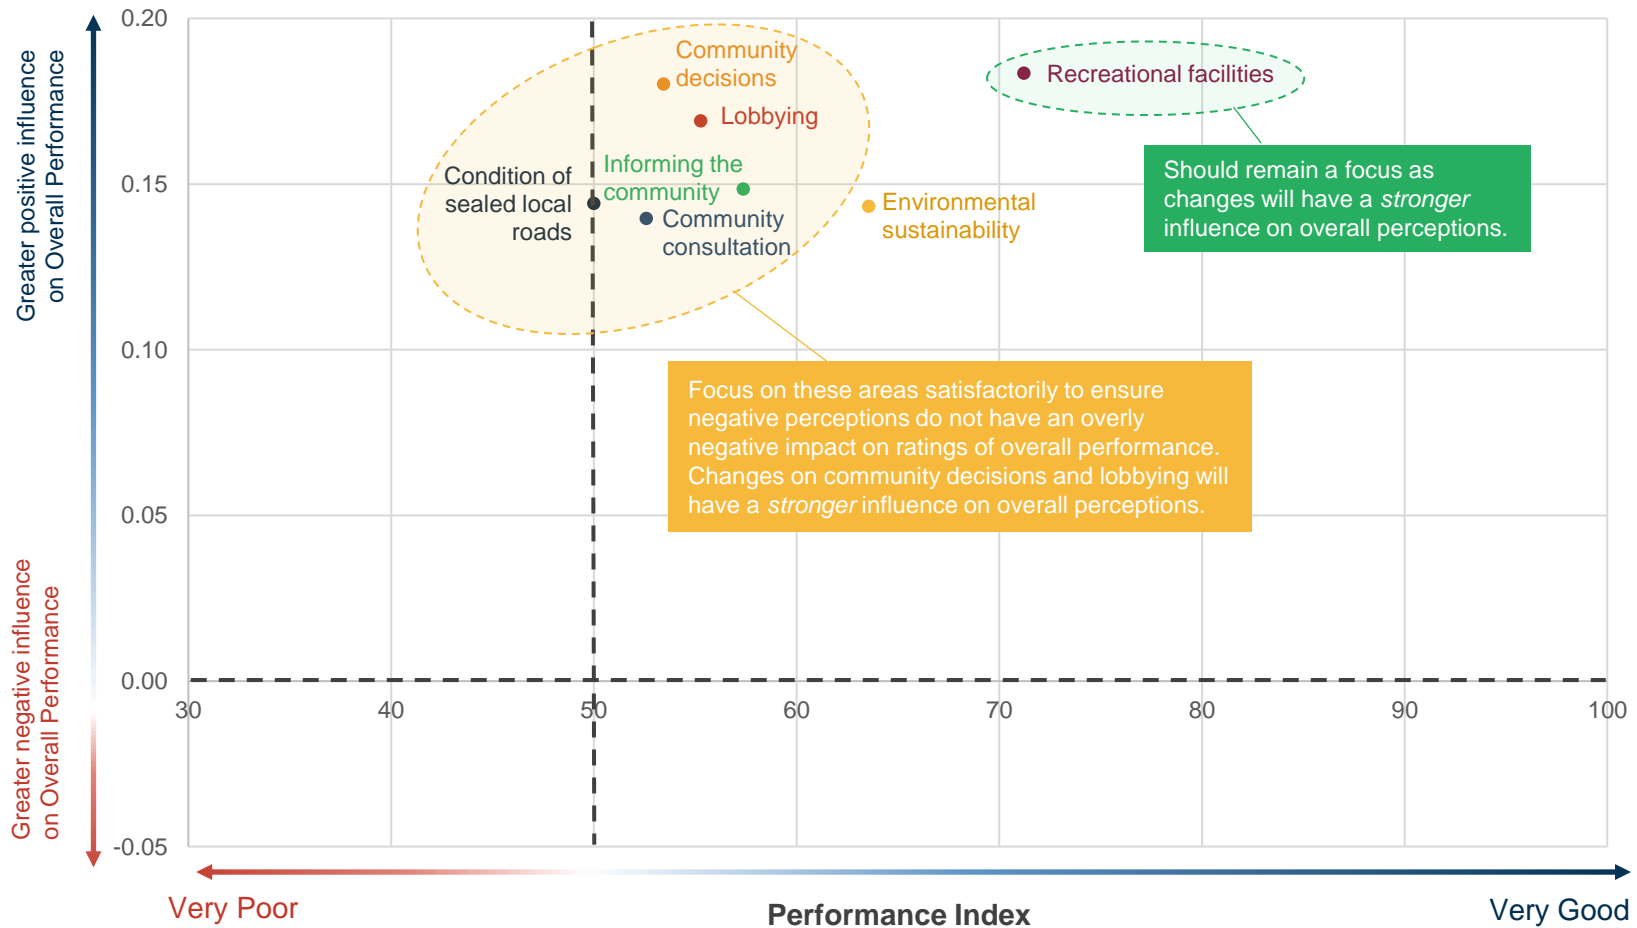 Greater positive influence
on Overall Performance
Greater negative influence
on Overall Performance
0.20
0.15
0.10
0.05
0.00
-0.05
30
40
50
60
70
80
90
100
Community
decisions
Lobbying
Informing the
community
Condition of
sealed local
roads
Community
consultation
Environmental
sustainability
Recreational facilities
Should remain a focus as
changes will have a stronger
influence on overall perceptions.
Focus on these areas satisfactorily to ensure
negative perceptions do not have an overly
negative impact on ratings of overall performance.
Changes on community decisions and lobbying will
have a stronger influence on overall perceptions.
Very Poor
Performance Index
Very Good